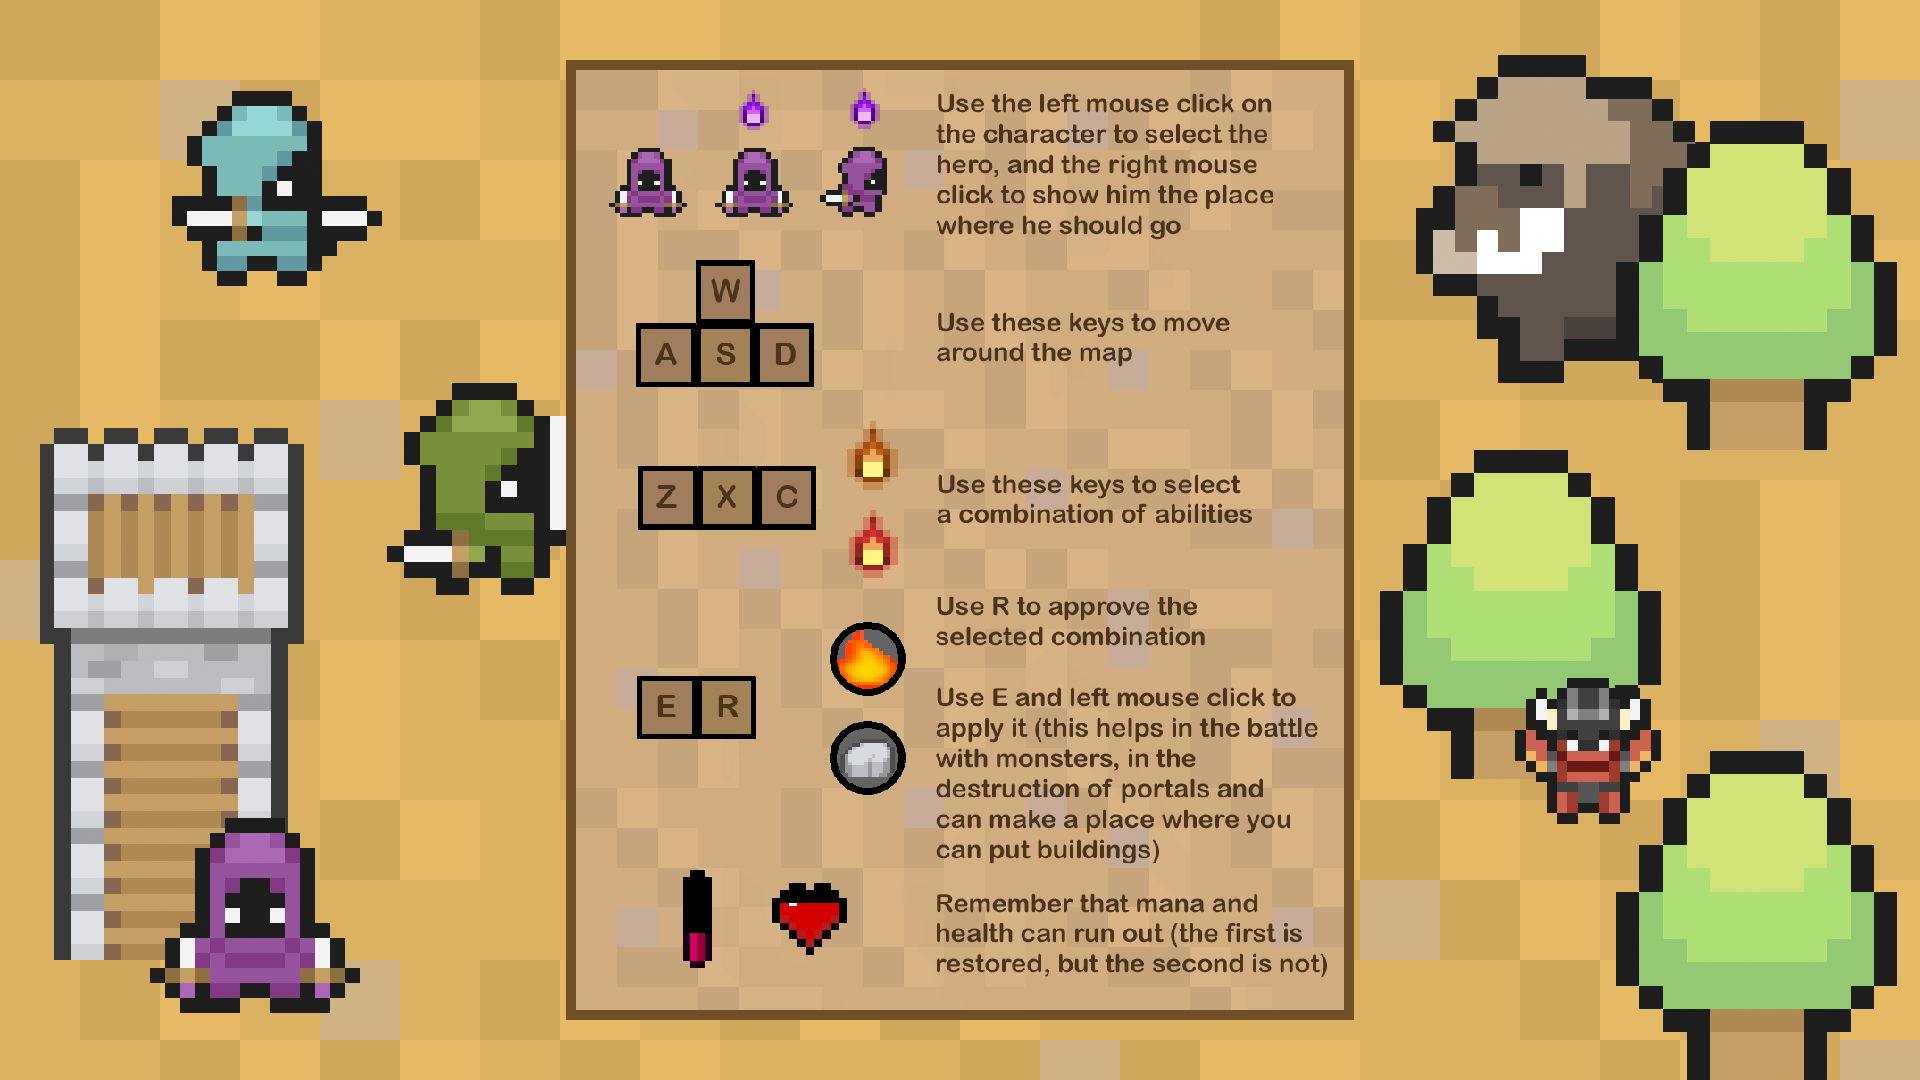 Use the left mouse click on
the character to select the
hero, and the right mouse
click to show him the place
where he should go
W
A S D
Use these keys to move
around the map
Z X C
Use these keys to select
a combination of abilities
Use R to approve the
selected combination
E R
Use E and left mouse click to
apply it (this helps in the battle
with monsters, in the
destruction of portals and
can make a place where you
can put buildings)
Remember that mana and
health can run out (the first is
restored, but the second is not)